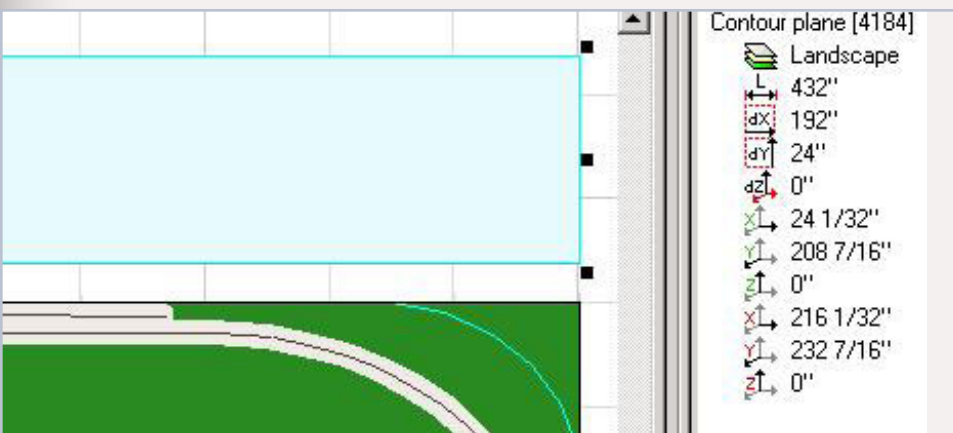 Contour plane [4184]
Landscape
L 432"
dX 192"
dY 24"
dZ 0"
X 24 1/32"
Y 208 7/16"
Z 0"
X 216 1/32"
Y 232 7/16"
Z 0"